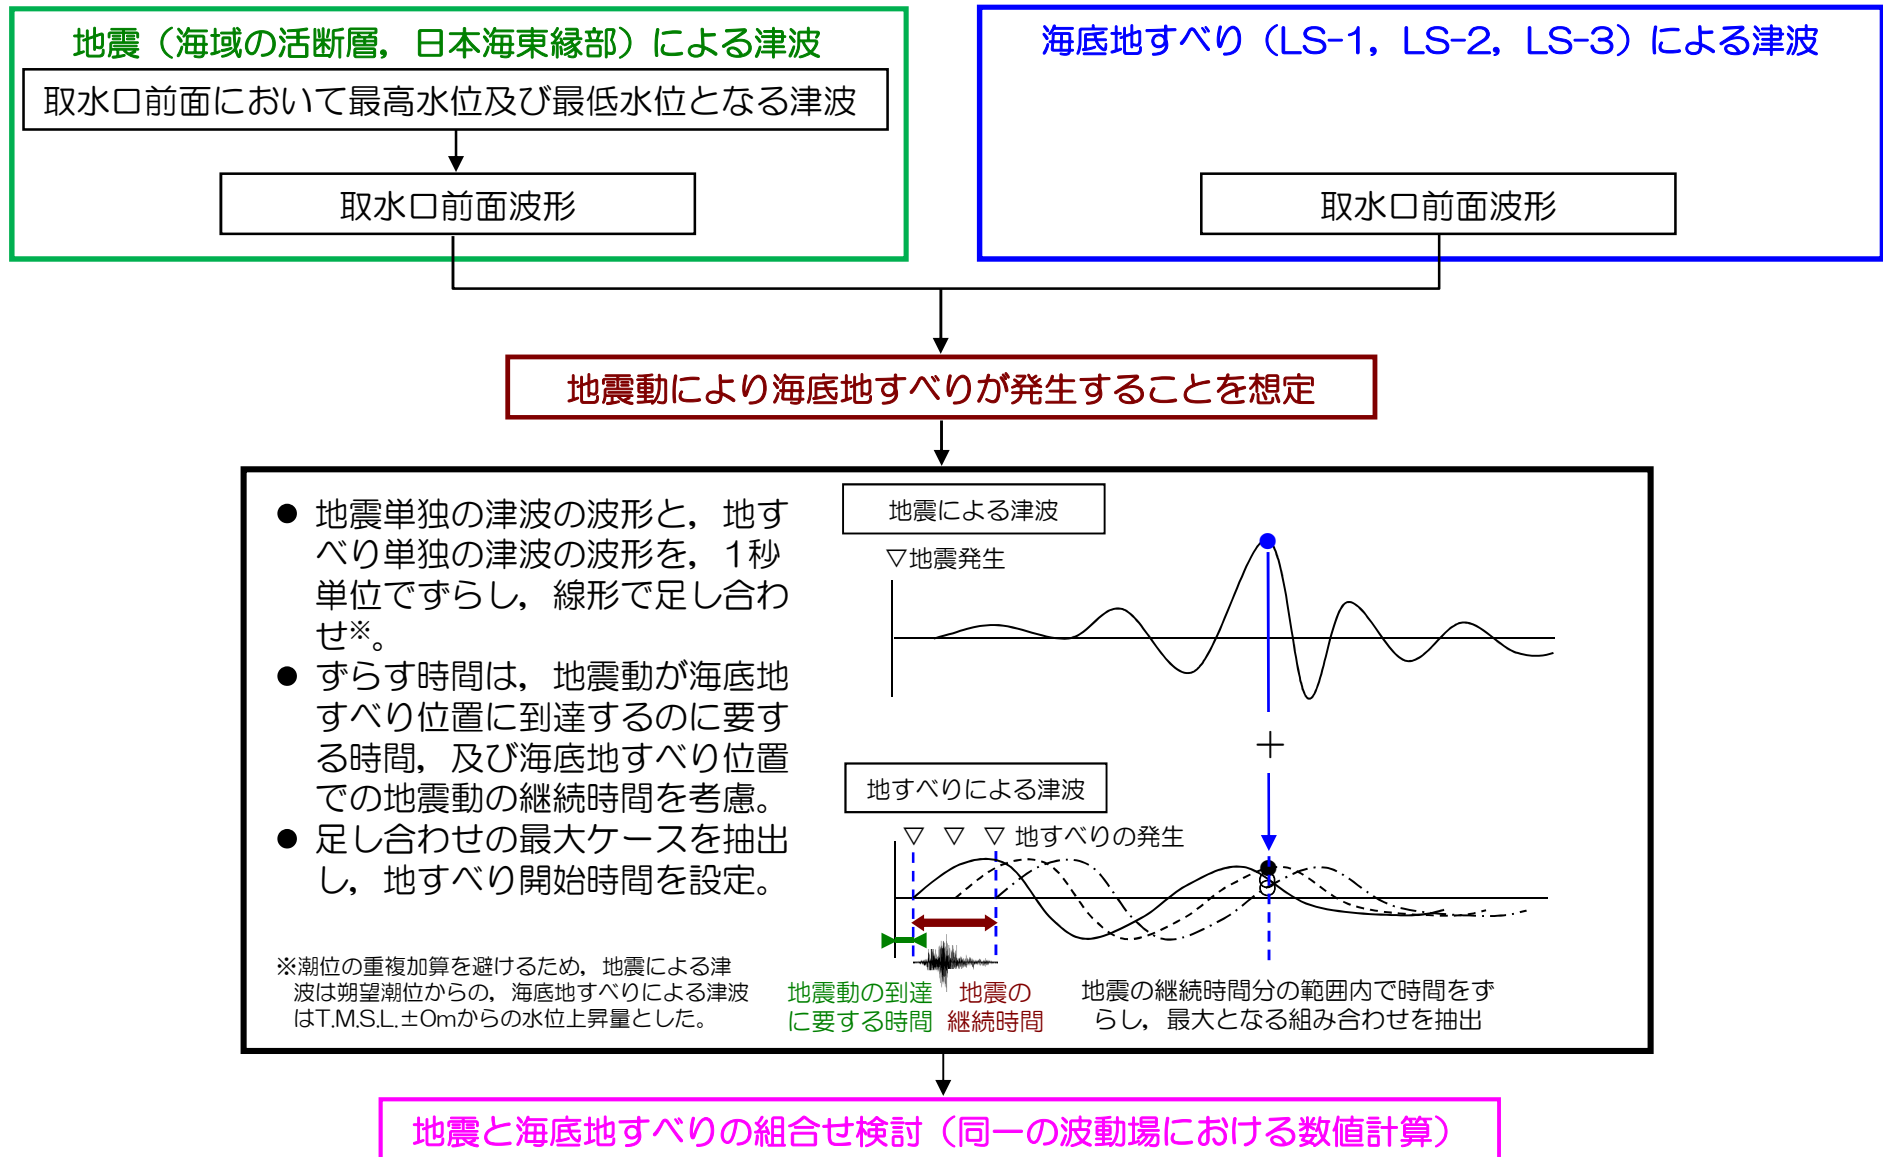 地震（海域の活断層，日本海東縁部）による津波
取水口前面において最高水位及び最低水位となる津波
取水口前面波形
海底地すべり（LS-1，LS-2，LS-3）による津波
取水口前面波形
地震動により海底地すべりが発生することを想定
● 地震単独の津波の波形と，地す
べり単独の津波の波形を，1秒
単位でずらし，線形で足し合わ
せ※。
● ずらす時間は，地震動が海底地
すべり位置に到達するのに要す
る時間，及び海底地すべり位置
での地震動の継続時間を考慮。
● 足し合わせの最大ケースを抽出
し，地すべり開始時間を設定。
※潮位の重複加算を避けるため，地震による津
波は朔望潮位からの，海底地すべりによる津波
はT.M.S.L.±0mからの水位上昇量とした。
地震による津波
▽地震発生
＋
地すべりによる津波
▽ ▽ ▽ 地すべりの発生
地震動の到達
に要する時間
地震の
継続時間
地震の継続時間分の範囲内で時間をず
らし，最大となる組み合わせを抽出
地震と海底地すべりの組合せ検討（同一の波動場における数値計算）